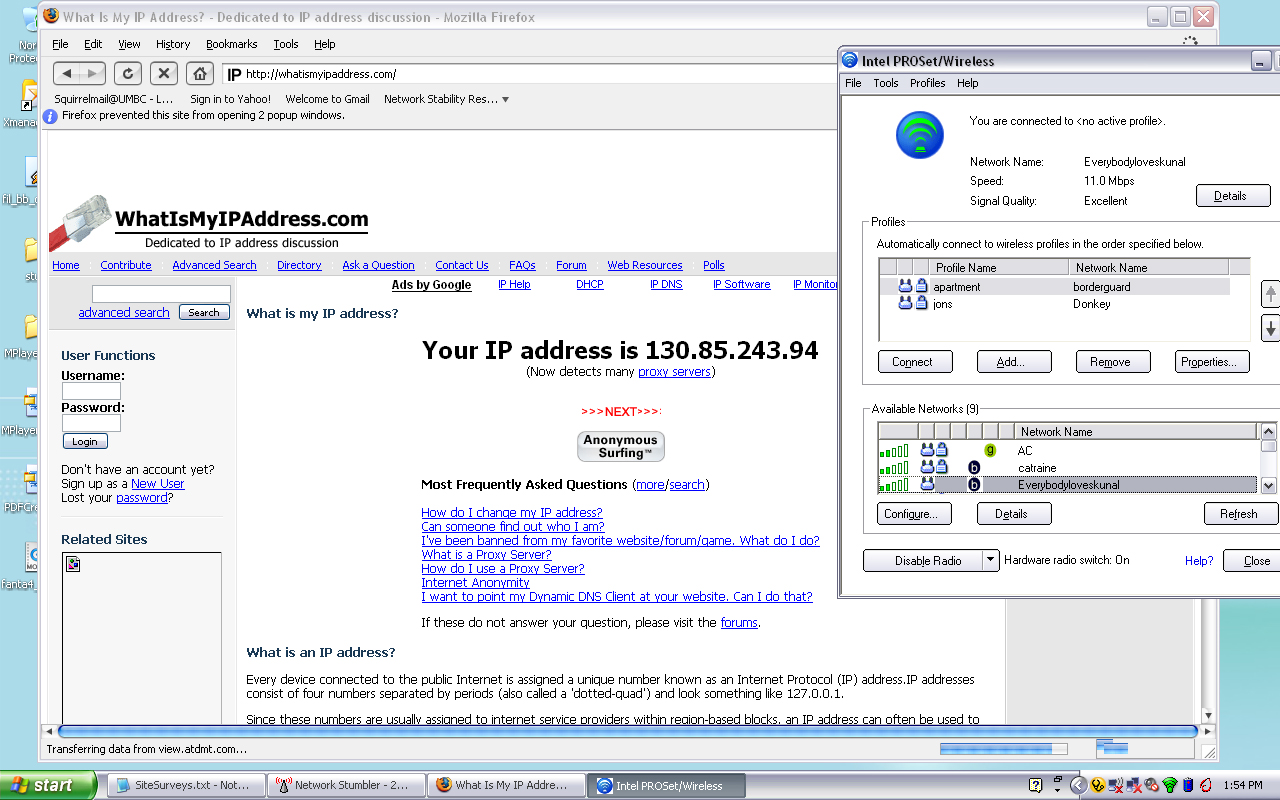 What Is My IP Address? - Dedicated to IP address discussion - Mozilla Firefox
File Edit View History Bookmarks Tools Help
IP http://whatismyipaddress.com/
Squirrelmail@UMBC - L... Sign in to Yahoo! Welcome to Gmail Network Stability Res...
Firefox prevented this site from opening 2 popup windows.
WhatIsMyIPAddress.com
Dedicated to IP address discussion
Home Contribute Advanced Search Directory Ask a Question Contact Us FAQs Forum Web Resources Polls
advanced search Search
User Functions
Username:
Password:
Login
Don't have an account yet?
Sign up as a New User
Lost your password?
Related Sites
Ads by Google IP Help DHCP IP DNS IP Software IP Monitor
What is my IP address?
Your IP address is 130.85.243.94
(Now detects many proxy servers)
>>>NEXT>>>:
Anonymous
Surfing™
Most Frequently Asked Questions (more/search)
How do I change my IP address?
Can someone find out who I am?
I've been banned from my favorite website/forum/game. What do I do?
What is a Proxy Server?
How do I use a Proxy Server?
Internet Anonymity
I want to point my Dynamic DNS Client at your website. Can I do that?
If these do not answer your question, please visit the forums.
What is an IP address?
Every device connected to the public Internet is assigned a unique number known as an Internet Protocol (IP) address.IP addresses
consist of four numbers separated by periods (also called a 'dotted-quad') and look something like 127.0.0.1.
Since these numbers are usually assigned to internet service providers within region-based blocks, an IP address can often be used to
Transferring data from view.atdmt.com...
Intel PROSet/Wireless
File Tools Profiles Help
You are connected to <no active profile>.
Network Name: Everybodyloveskunal
Speed: 11.0 Mbps
Signal Quality: Excellent
Details
Profiles
Automatically connect to wireless profiles in the order specified below.
Profile Name Network Name
apartment borderguard
jons Donkey
Connect Add... Remove Properties...
Available Networks (9)
Network Name
g AC
b catraine
b Everybodyloveskunal
Configure... Details Refresh
Disable Radio Hardware radio switch: On Help? Close
Nor
Prote
Xmana
fil_bb_c
stu
MPlaye
MPlayer
PDFCre
fanta4_
start SiteSurveys.txt - Not... Network Stumbler - 2... What Is My IP Addre... Intel PROSet/Wireless 1:54 PM